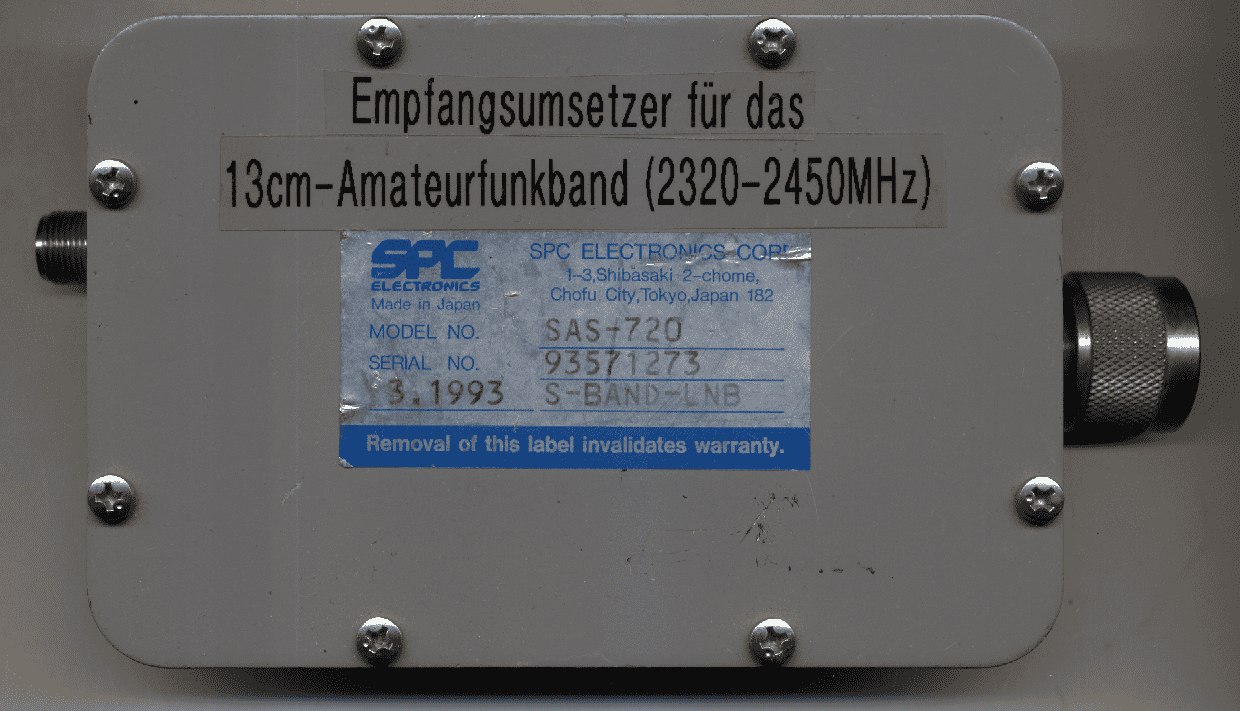 Empfangsumsetzer für das
13cm-Amateurfunkband (2320-2450MHz)
SPC
ELECTRONICS
Made in Japan
SPC ELECTRONICS CORP.
1-3,Shibasaki 2-chome,
Chofu City,Tokyo,Japan 182
MODEL NO. SAS-720
SERIAL NO. 93571273
3.1993 S-BAND-LNB
Removal of this label invalidates warranty.